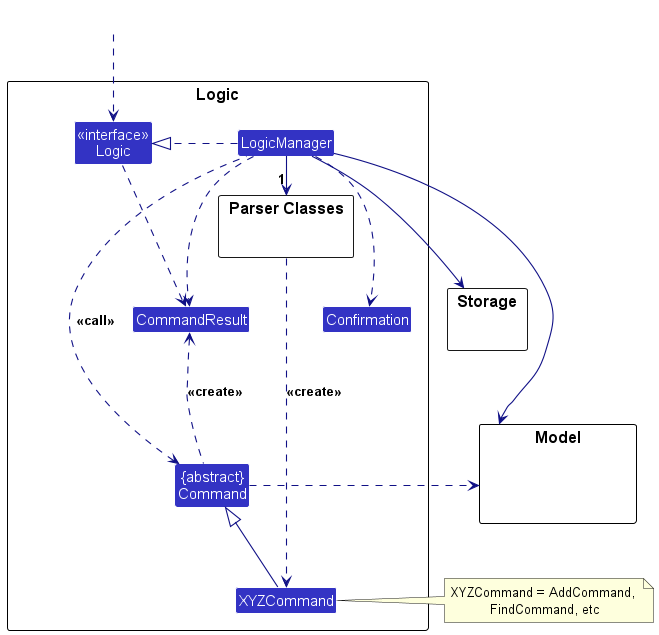 Logic
«interface»
Logic
LogicManager
1
Parser Classes
Storage
CommandResult
Confirmation
«call»
«create»
«create»
Model
{abstract}
Command
XYZCommand
XYZCommand = AddCommand,
FindCommand, etc